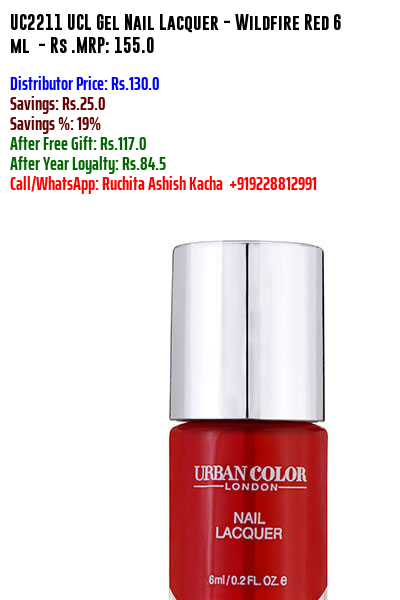 UC2211 UCL Gel Nail Lacquer - Wildfire Red 6
ml - Rs .MRP: 155.0
Distributor Price: Rs.130.0
Savings: Rs.25.0
Savings %: 19%
After Free Gift: Rs.117.0
After Year Loyalty: Rs.84.5
Call/WhatsApp: Ruchita Ashish Kacha +919228812991
URBAN COLOR
LONDON
NAIL
LACQUER
6ml/0.2 FL. OZ. e